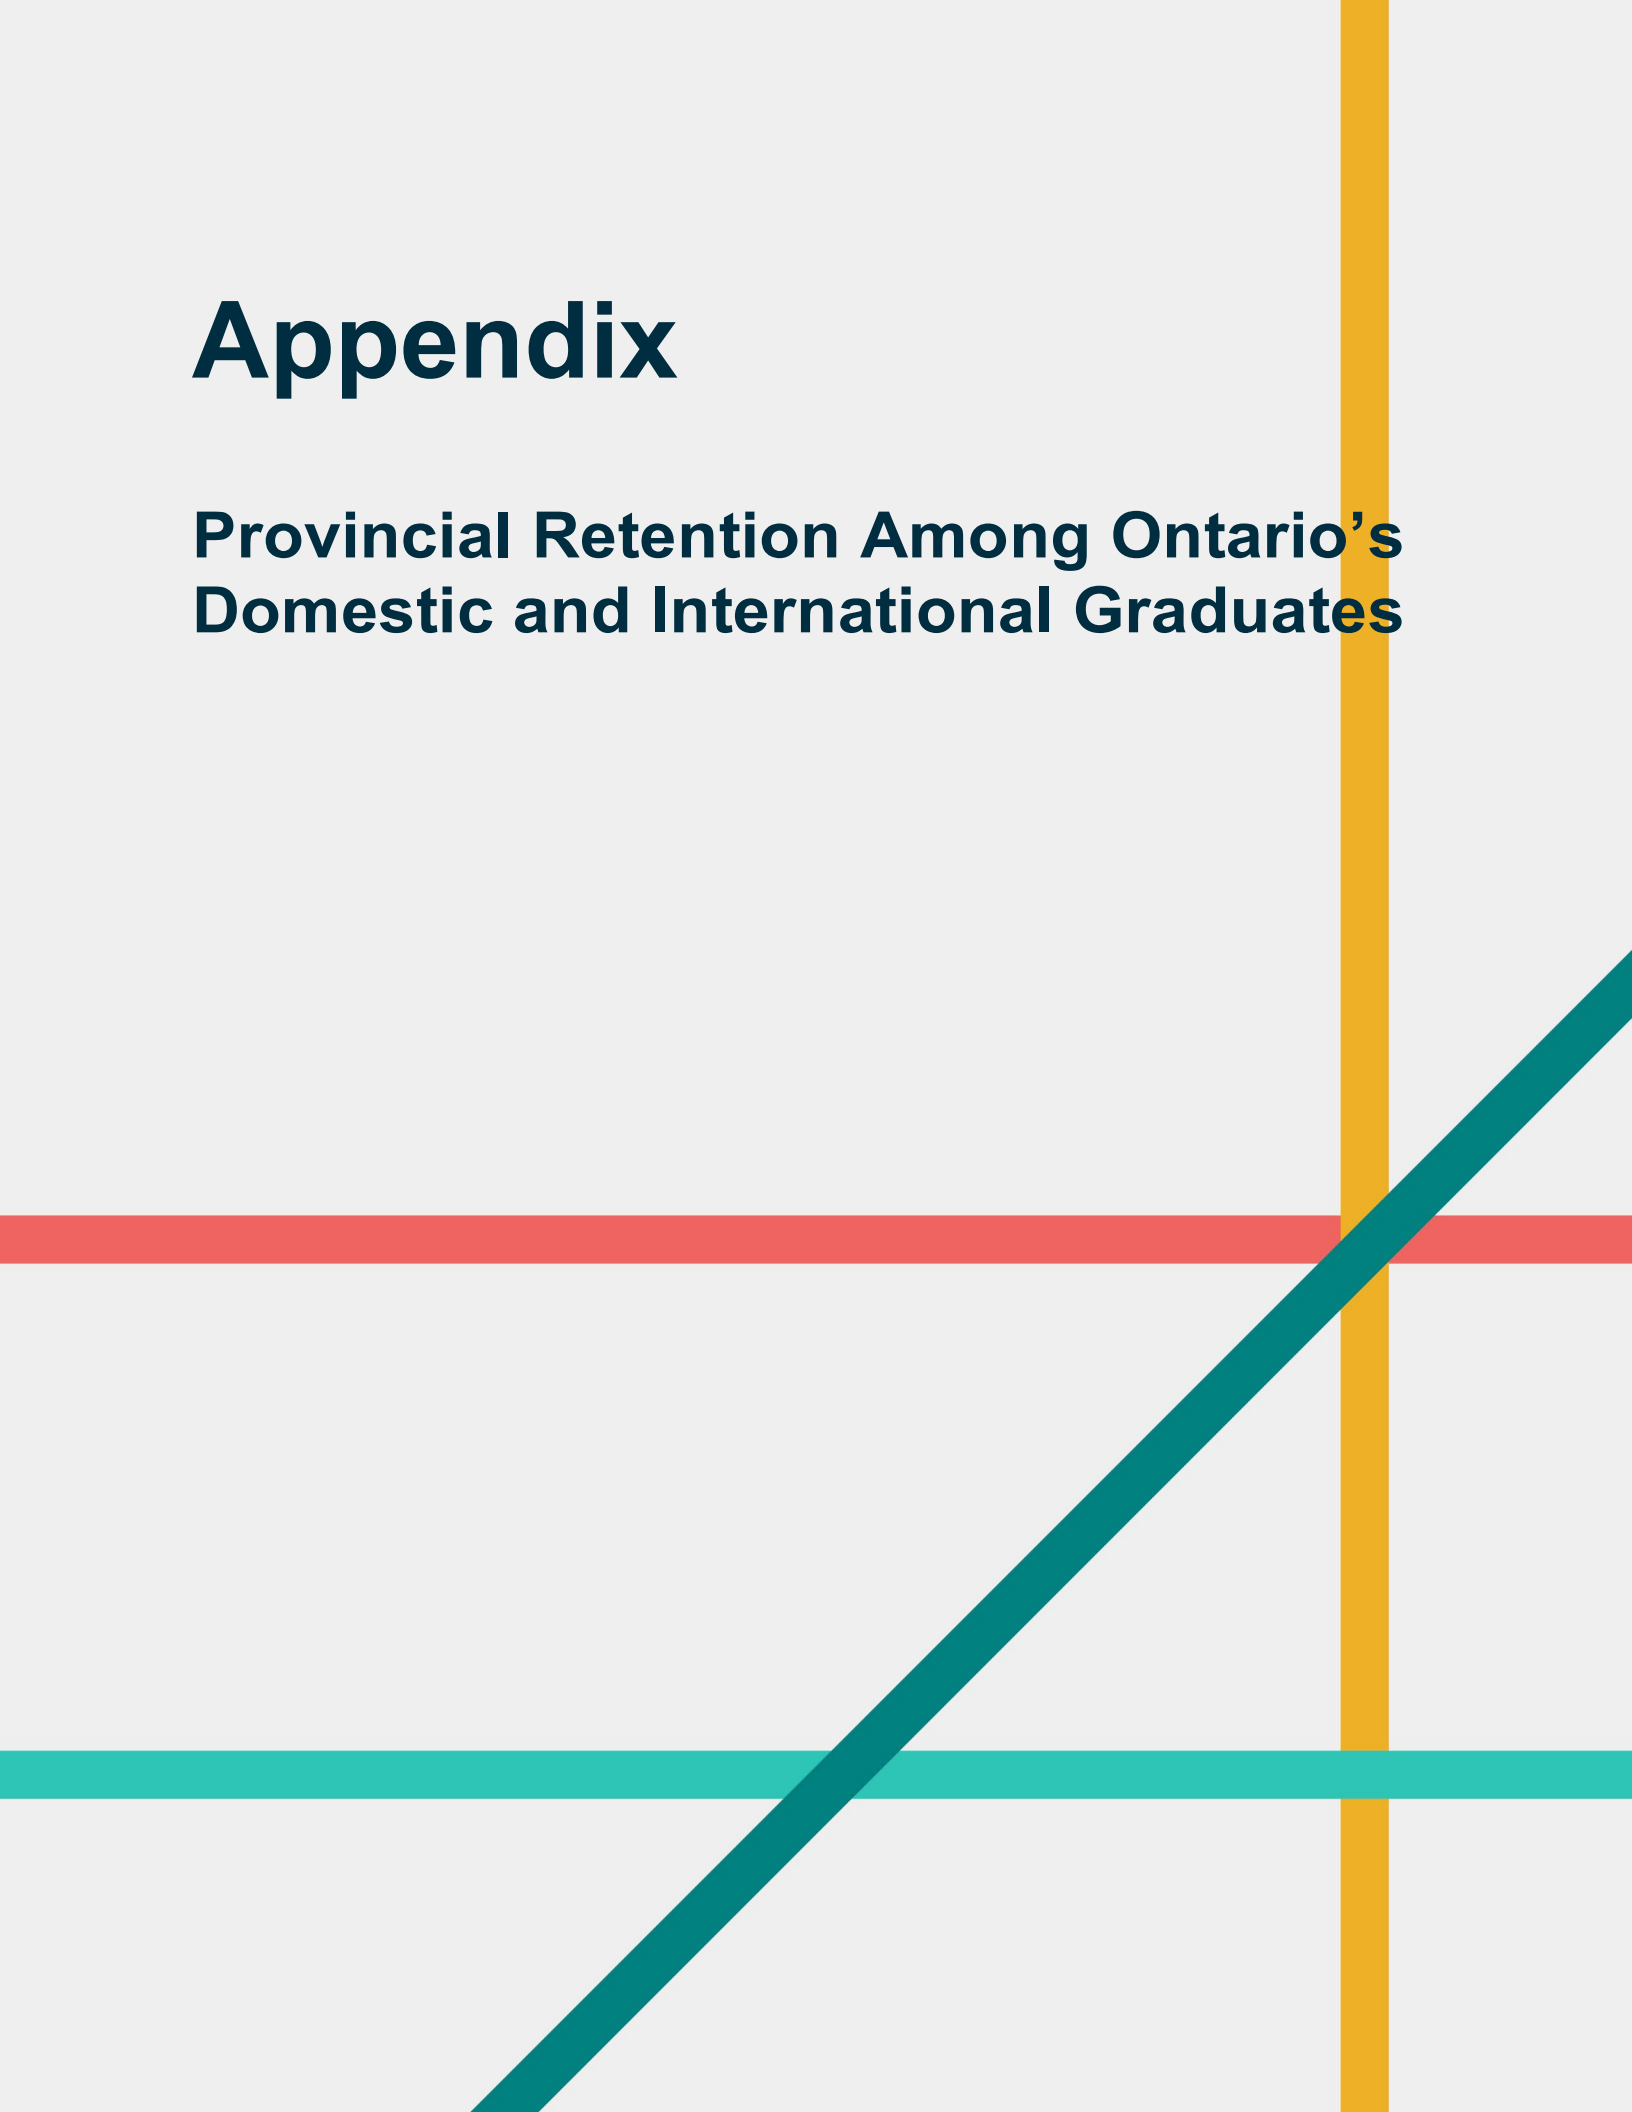 Appendix
Provincial Retention Among Ontario’s
Domestic and International Graduates